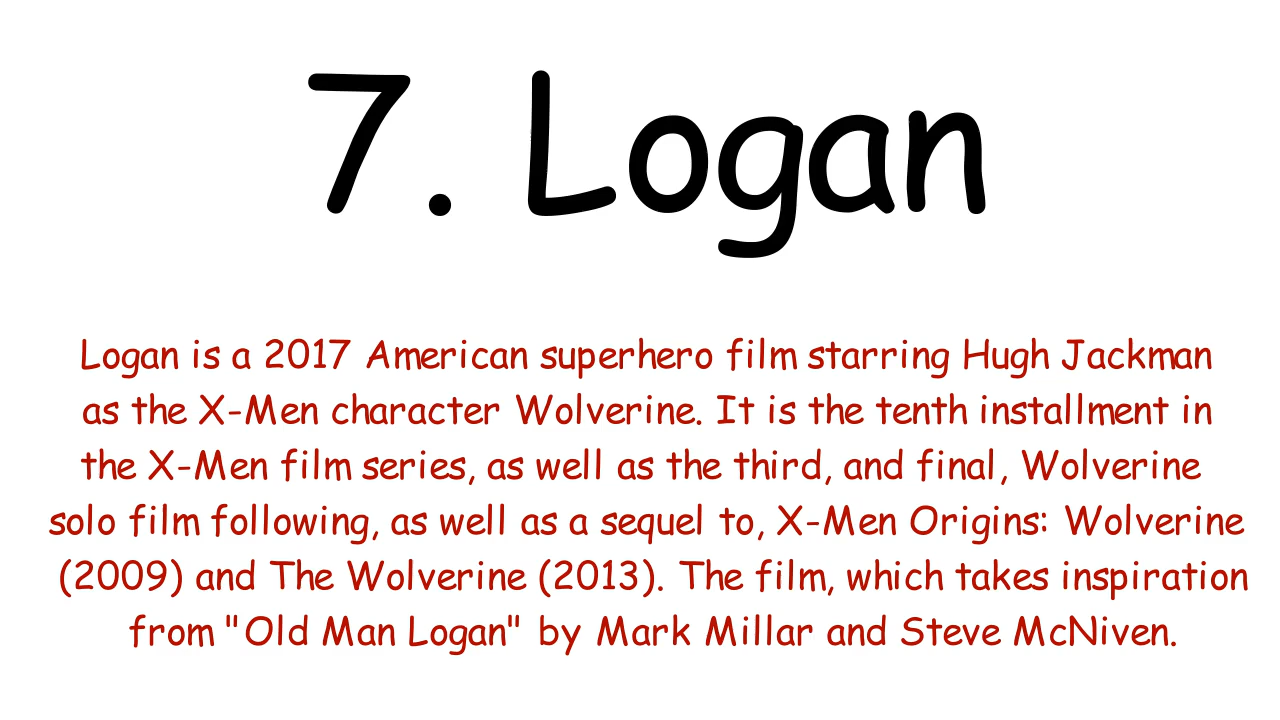 7. Logan
Logan is a 2017 American superhero film starring Hugh Jackman
as the X-Men character Wolverine. It is the tenth installment in
the X-Men film series, as well as the third, and final, Wolverine
solo film following, as well as a sequel to, X-Men Origins: Wolverine
(2009) and The Wolverine (2013). The film, which takes inspiration
from "Old Man Logan" by Mark Millar and Steve McNiven.